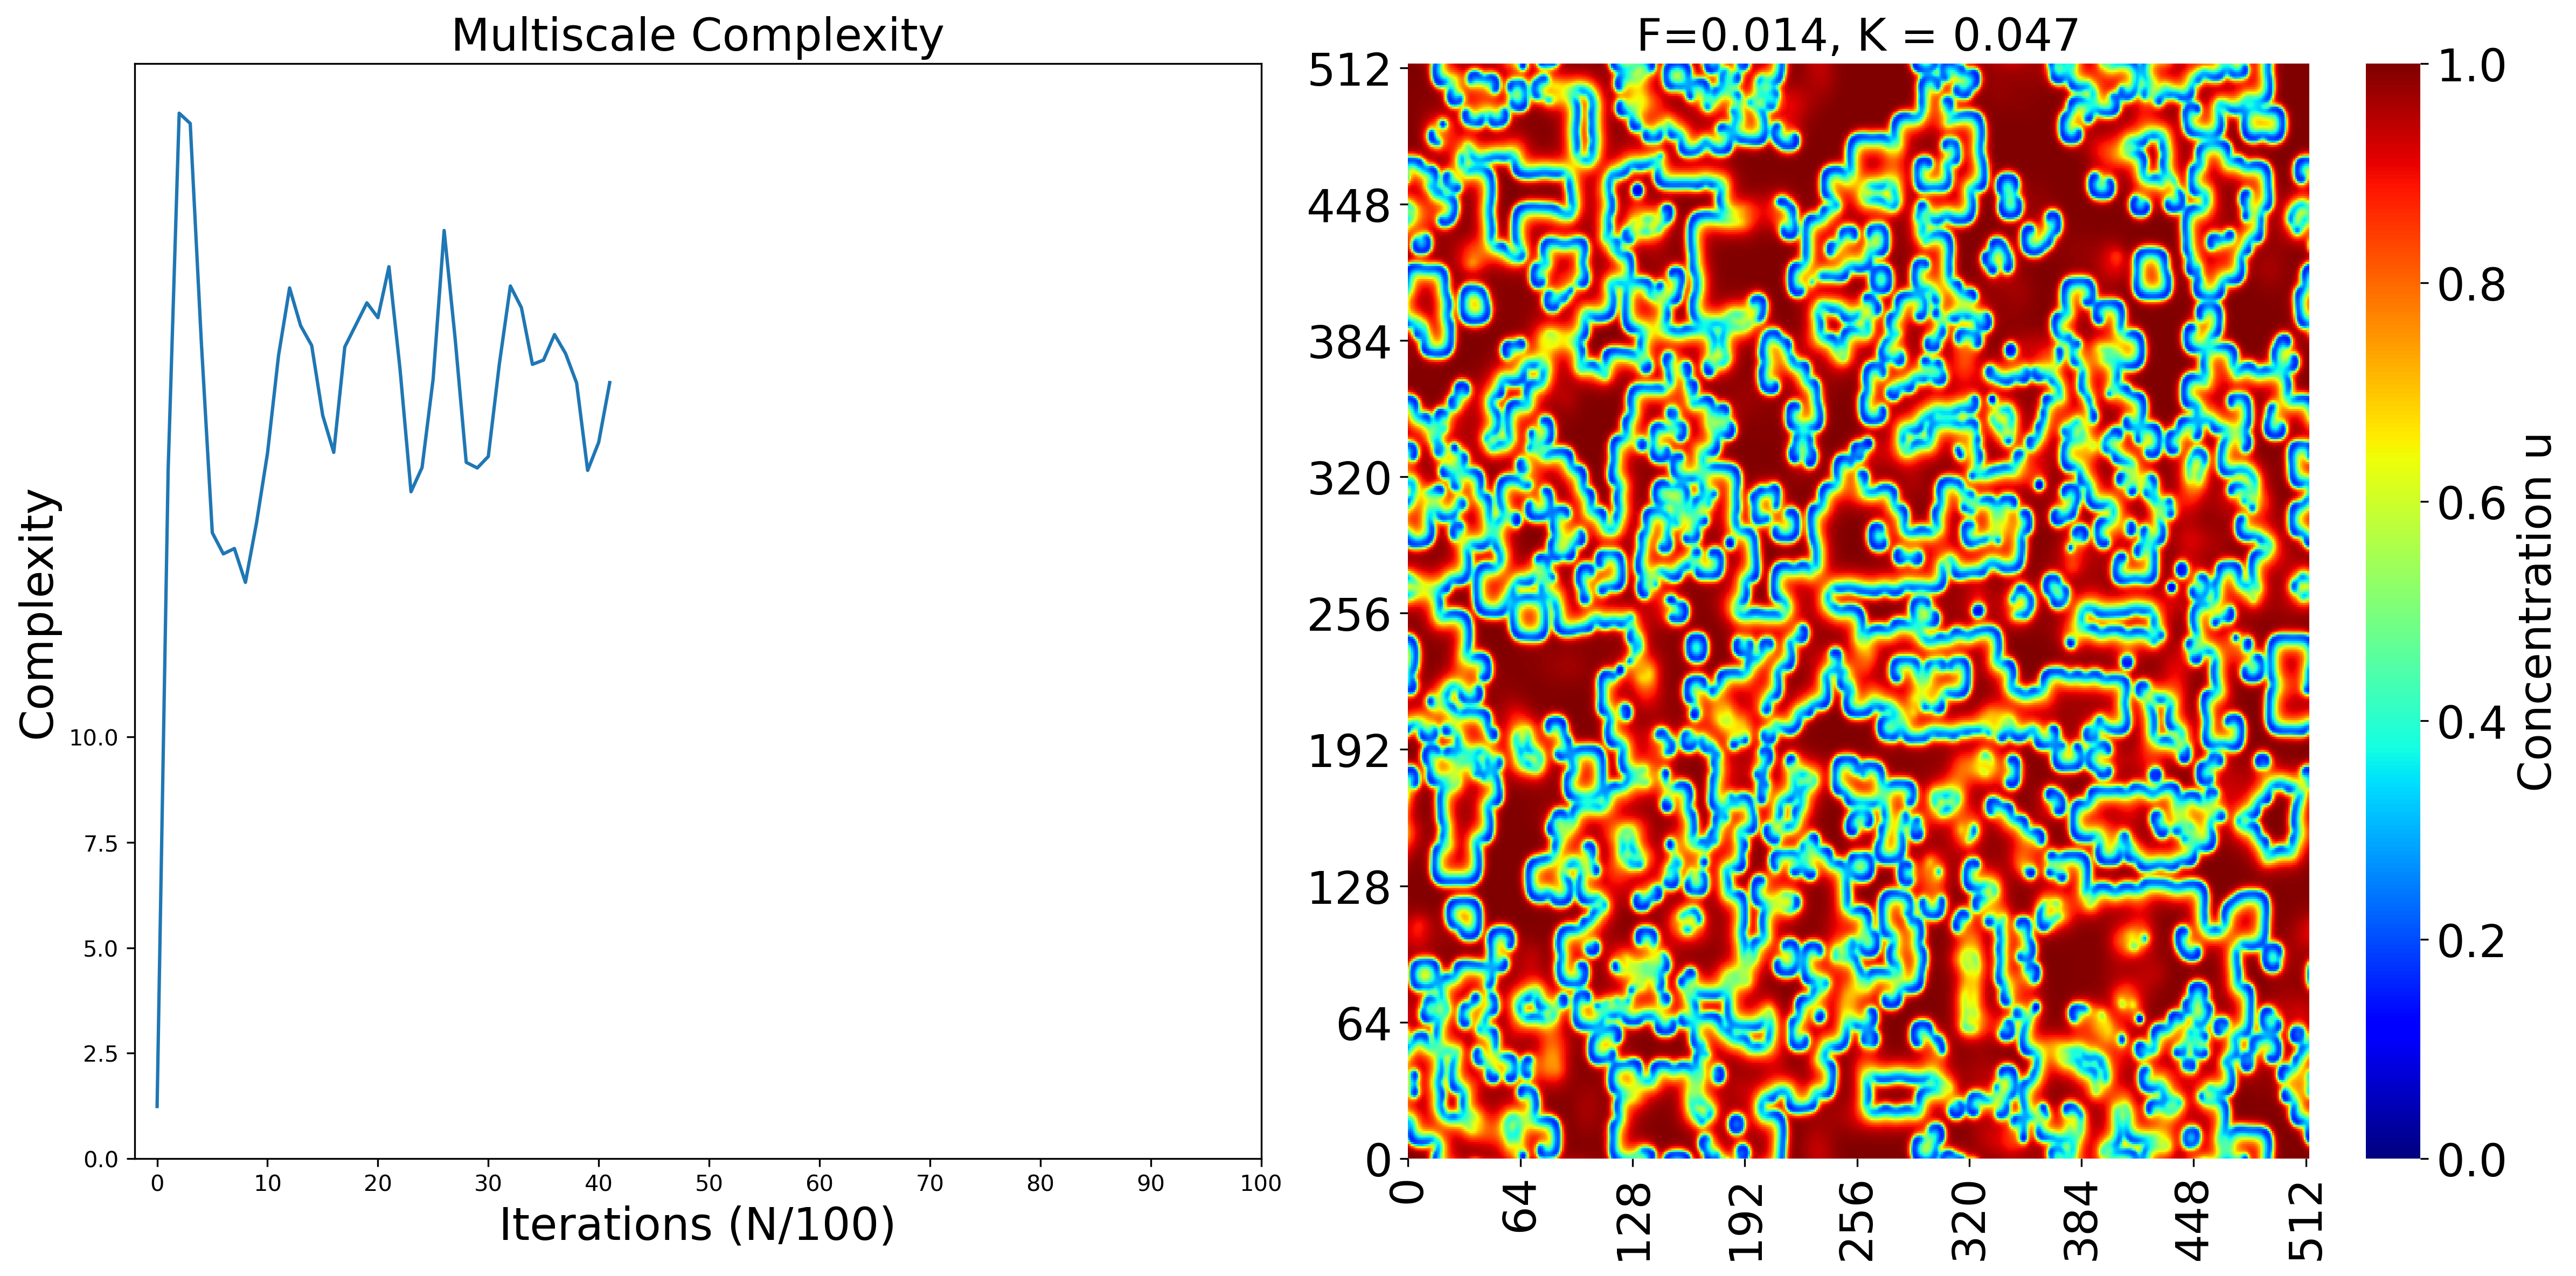 Multiscale Complexity
Complexity
10.0
7.5
5.0
2.5
0.0
0 10 20 30 40 50 60 70 80 90 100
Iterations (N/100)
F=0.014, K = 0.047
512
448
384
320
256
192
128
64
0
0 64 128 192 256 320 384 448 512
1.0
0.8
0.6
0.4
0.2
0.0
Concentration u